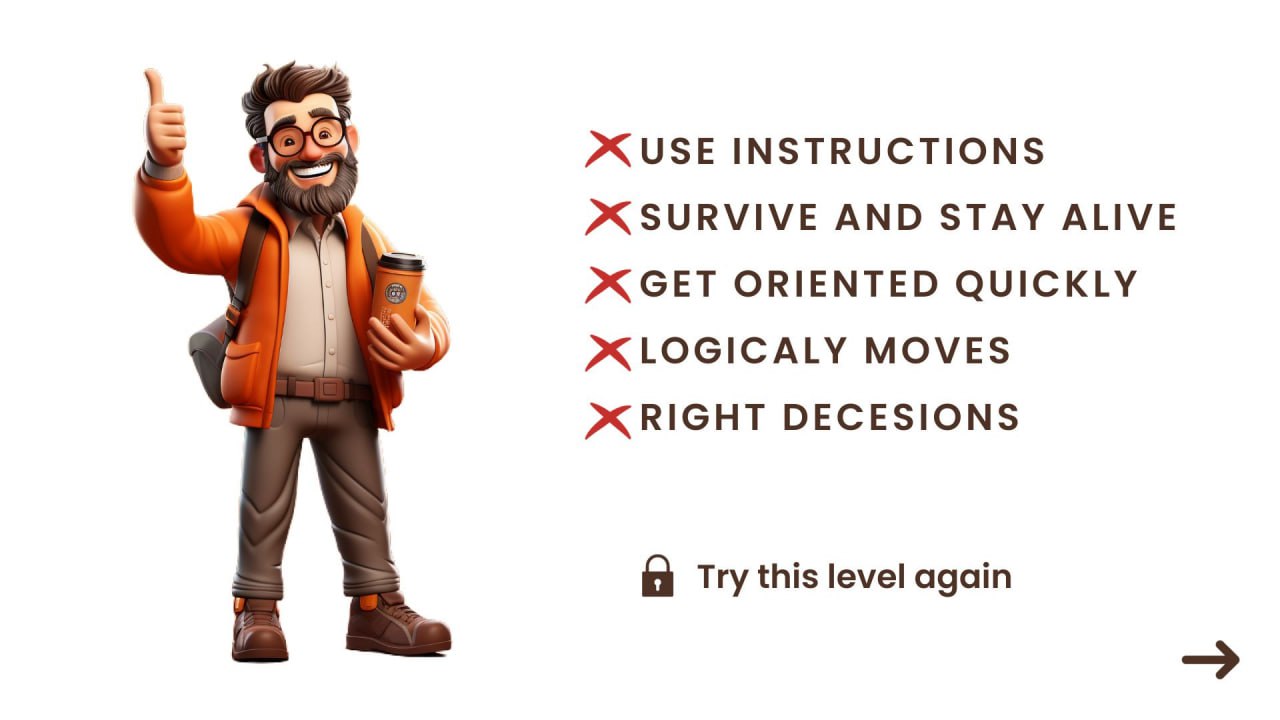 USE INSTRUCTIONS
SURVIVE AND STAY ALIVE
GET ORIENTED QUICKLY
LOGICALY MOVES
RIGHT DECESIONS
Try this level again